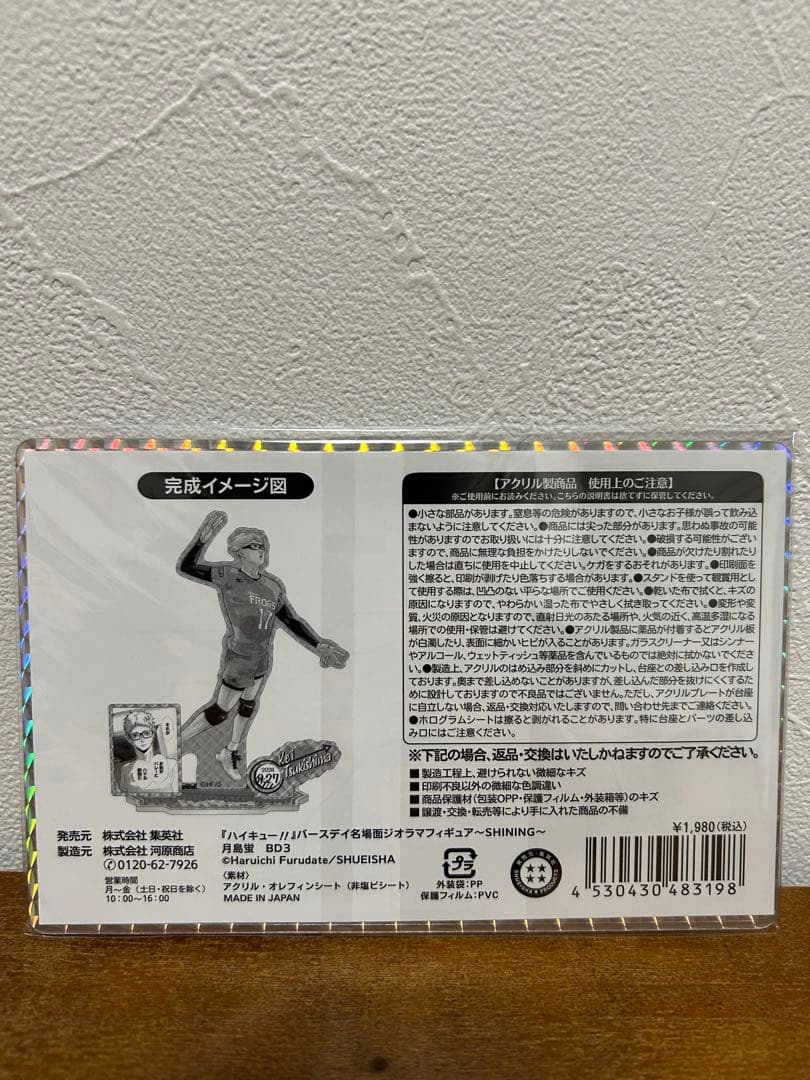 完成イメージ図
FROGS
17
それが
Kei
Tsukishima
9.27
©HF/S
【アクリル製商品　使用上のご注意】
※ご使用前にお読みください。こちらの説明書は捨てずに保管してください。
●小さな部品があります。窒息等の危険がありますので、小さなお子様が誤って飲み込
まないように注意してください。●商品には尖った部分があります。思わぬ事故の可能
性がありますのでお取り扱いには十分に注意してください。●破損する可能性がござい
ますので、商品に無理な負担をかけたりしないでください。●商品が欠けたり割れたり
した場合は直ちに使用を中止してください。ケガをするおそれがあります。●印刷面を
強く擦ると、印刷が剥げたり色落ちする場合があります。●スタンドを使って観賞用とし
て使用する際は、凹凸のない平らな場所でご使用ください。●乾いた布で拭くと、キズの
原因になりますので、やわらかい湿った布でやさしく拭き取ってください。●変形や変
質、火災の原因となりますので、直射日光のあたる場所や、火気の近く、高温多湿になる
場所での使用・保管は避けてください。●アクリル製品に薬品が付着するとアクリル板
が白濁したり、表面に細かいヒビが入ることがあります。ガラスクリーナー又はシンナー
やアルコール、ウェットティッシュ等薬品を含んでいるものでは絶対に拭かないでくださ
い。●製造上、アクリルのはめ込み部分を斜めにカットし、台座との差し込み口を作成し
ております。奥まで差し込めないことがありますが、差し込んだ部分を抜けにくくする
ために設計しておりますので不良品ではございません。ただし、アクリルプレートが台座
に自立しない場合、返品・交換対応いたしますので、問い合わせ先までご連絡ください。
●ホログラムシートは擦ると剥がれることがあります。特に台座とパーツの差し込
み口にはご注意ください。
※下記の場合、返品・交換はいたしかねますのでご了承ください。
■製造工程上、避けられない微細なキズ
■印刷不良以外の微細な色調違い
■商品保護材(包装OPP・保護フィルム・外装箱等)のキズ
■譲渡・交換・転売等により手に入れた商品の不備
発売元　株式会社 集英社
製造元　株式会社 河原商店
0120-62-7926
営業時間
月～金(土日・祝日を除く)
10:00～16:00
『ハイキュー!!』バースデイ名場面ジオラマフィギュア～SHINING～
月島蛍　BD3
©Haruichi Furudate/SHUEISHA
〈素材〉
アクリル・オレフィンシート(非塩ビシート)
MADE IN JAPAN
プラ
外装袋:PP
保護フィルム:PVC
¥1,980(税込)
4 530430 483198